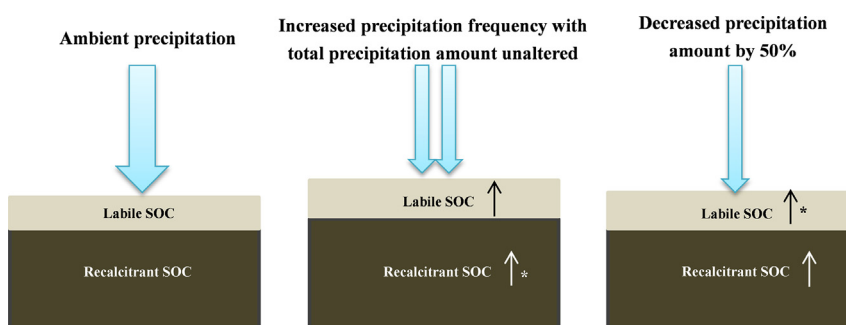 Ambient precipitation
Increased precipitation frequency with
total precipitation amount unaltered
Decreased precipitation
amount by 50%
Labile SOC
Recalcitrant SOC
Labile SOC
Recalcitrant SOC *
Labile SOC *
Recalcitrant SOC